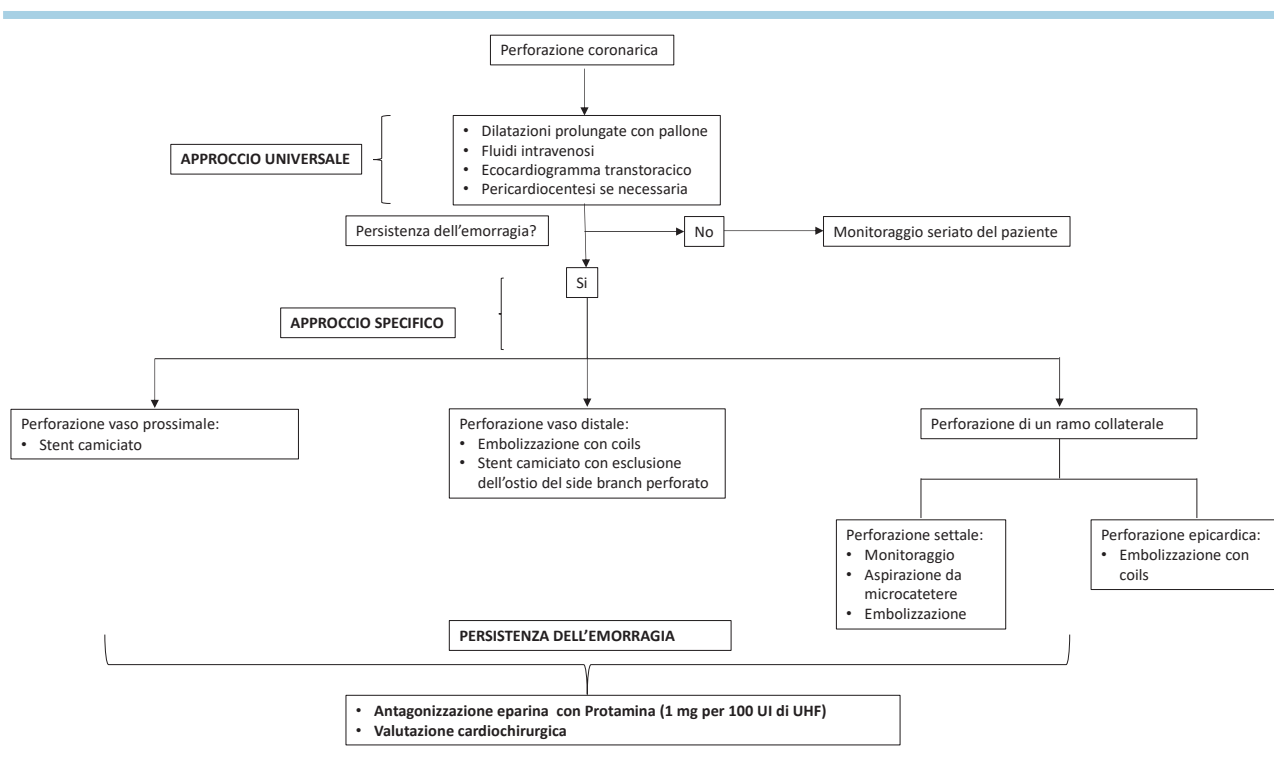 Perforazione coronarica
APPROCCIO UNIVERSALE
• Dilatazioni prolungate con pallone
• Fluidi intravenosi
• Ecocardiogramma transtoracico
• Pericardiocentesi se necessaria
Persistenza dell’emorragia?
No
Monitoraggio seriato del paziente
Si
APPROCCIO SPECIFICO
Perforazione vaso prossimale:
• Stent camiciato
Perforazione vaso distale:
• Embolizzazione con coils
• Stent camiciato con esclusione
dell’ostio del side branch perforato
Perforazione di un ramo collaterale
Perforazione settale:
• Monitoraggio
• Aspirazione da
microcatetere
• Embolizzazione
Perforazione epicardica:
• Embolizzazione con
coils
PERSISTENZA DELL’EMORRAGIA
• Antagonizzazione eparina con Protamina (1 mg per 100 UI di UHF)
• Valutazione cardiochirurgica